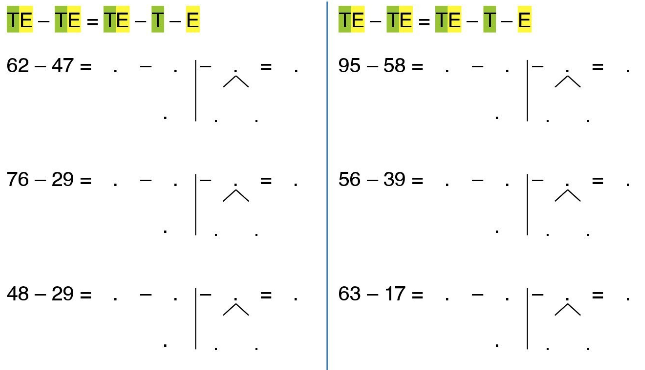 TE – TE = TE – T – E
62 – 47 = . – . – . = .
. . .
76 – 29 = . – . – . = .
. . .
48 – 29 = . – . – . = .
. . .
TE – TE = TE – T – E
95 – 58 = . – . – . = .
. . .
56 – 39 = . – . – . = .
. . .
63 – 17 = . – . – . = .
. . .